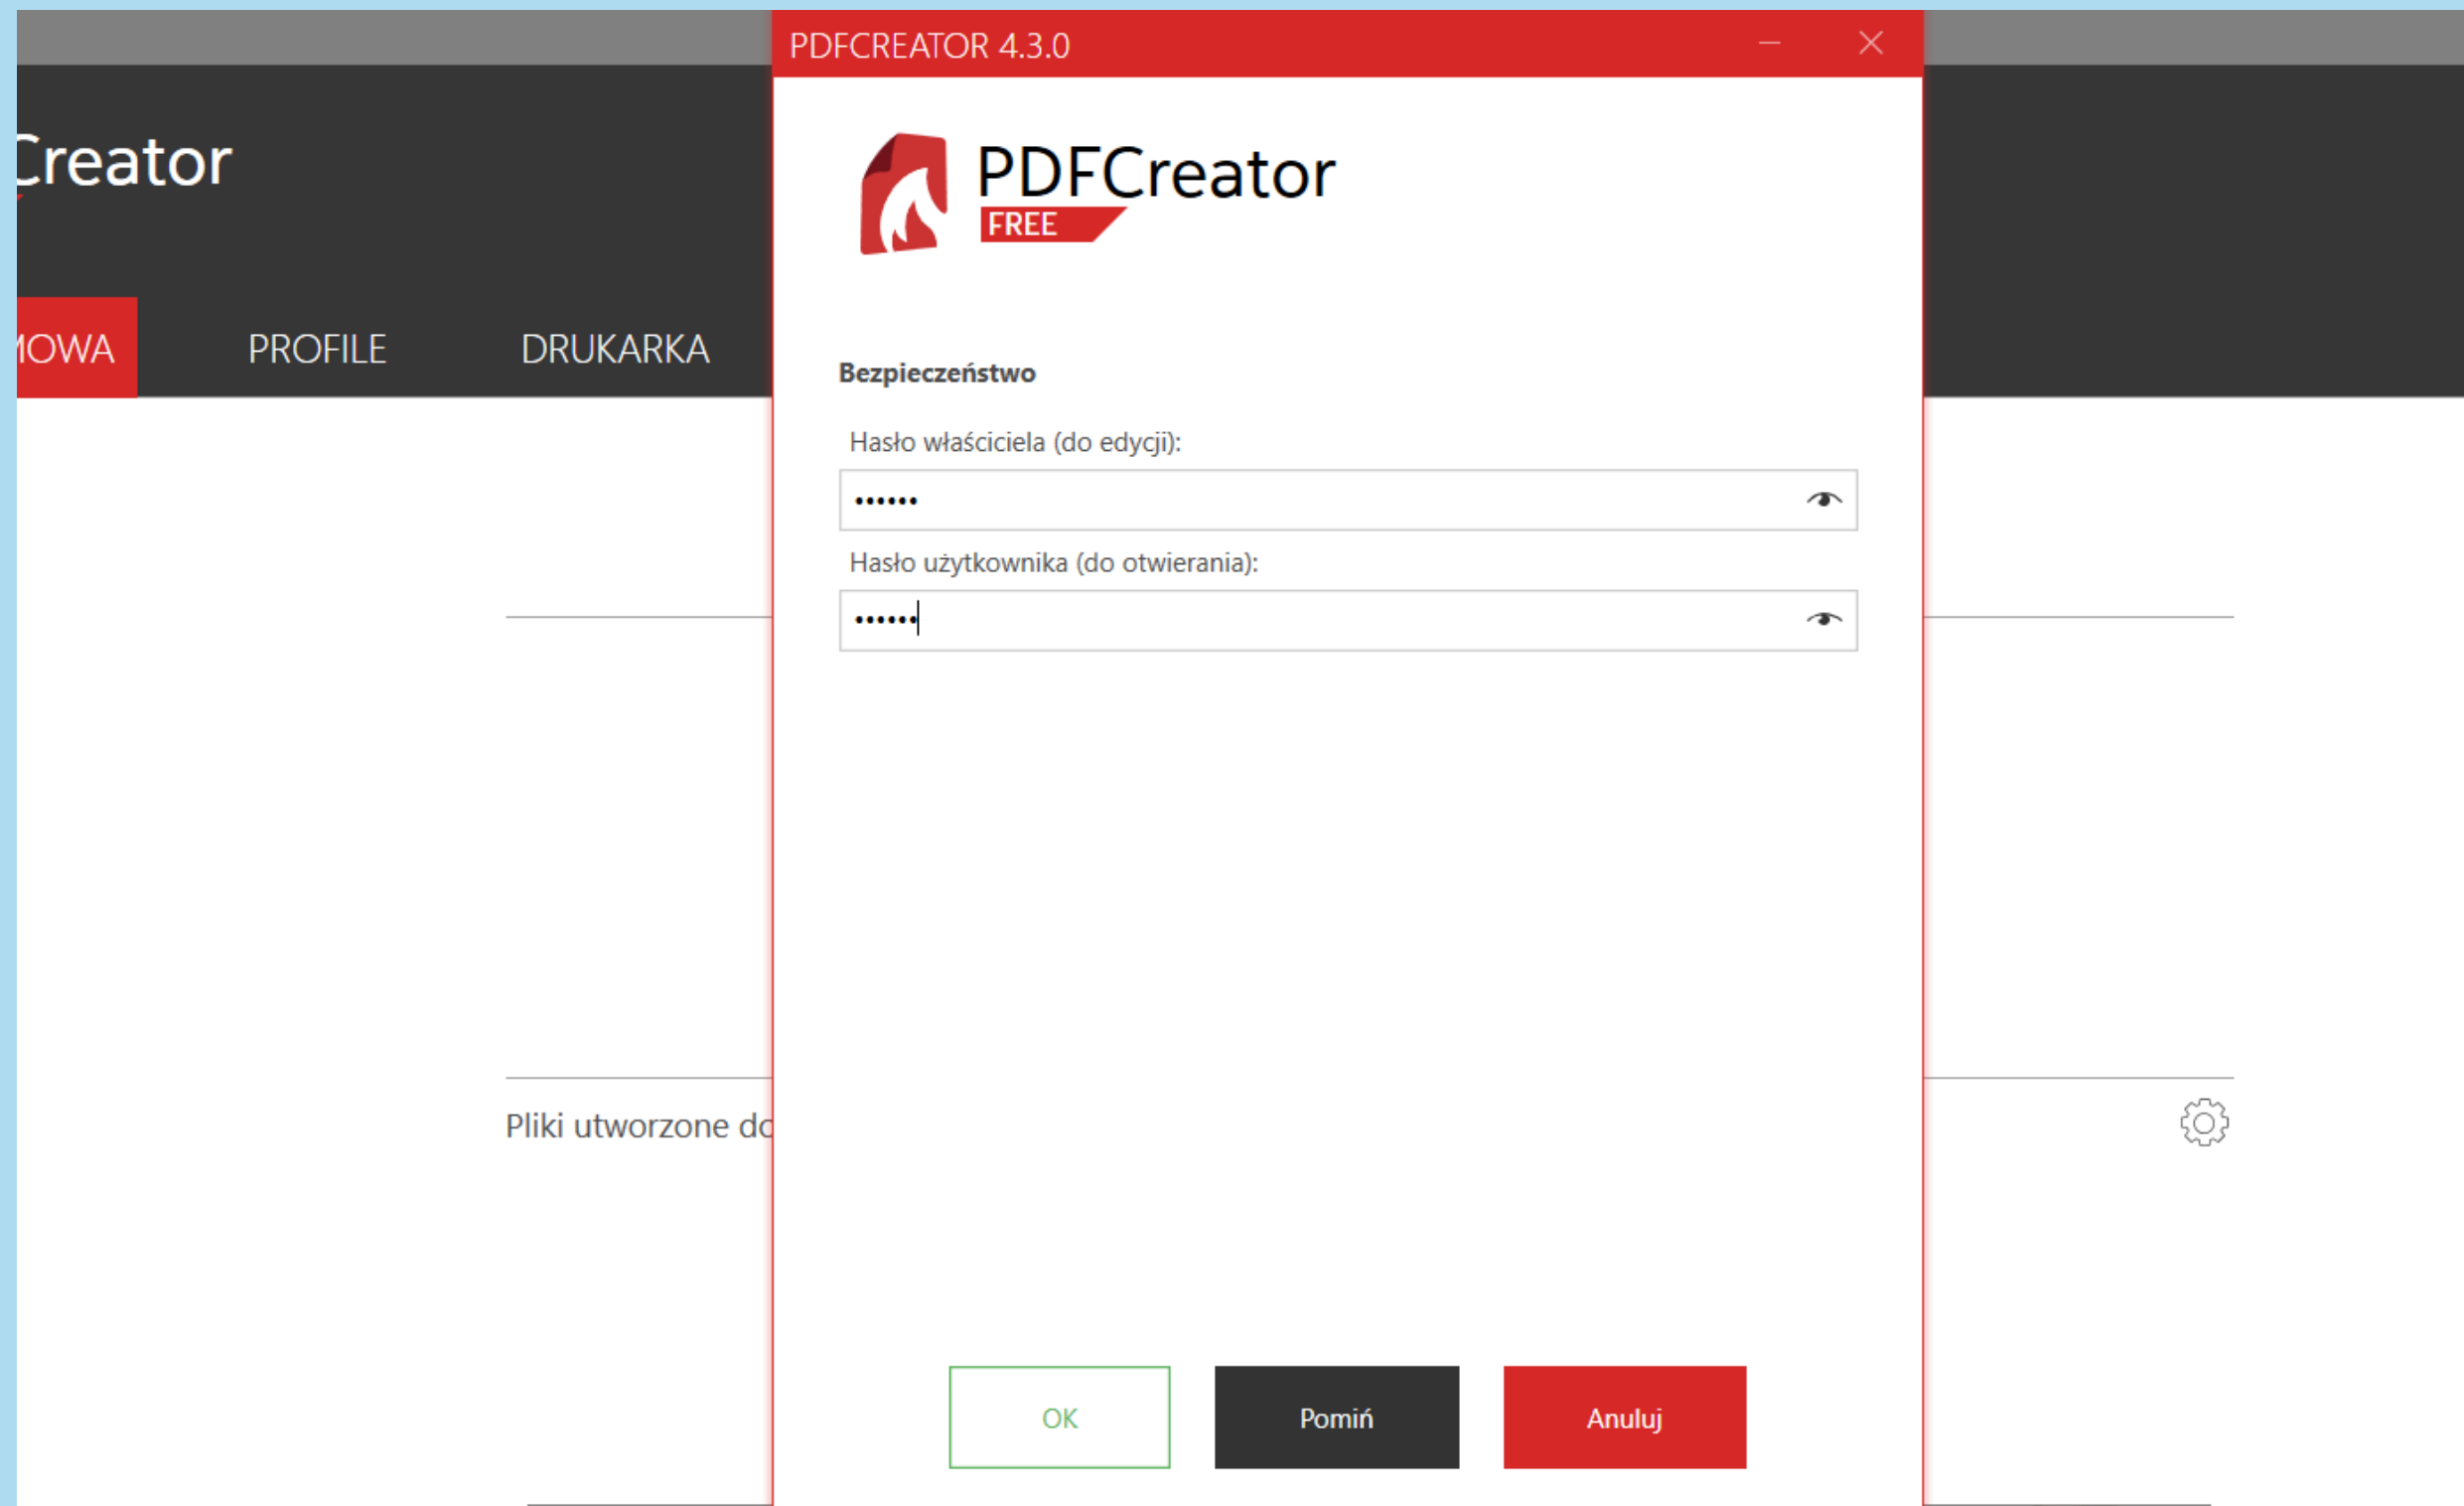 PDFCREATOR 4.3.0
Creator
PDFCreator
FREE
PROFILE
DRUKARKA
Bezpieczeństwo
Hasło właściciela (do edycji):
••••••
Hasło użytkownika (do otwierania):
••••••
Pliki utworzone
OK
Pomiń
Anuluj